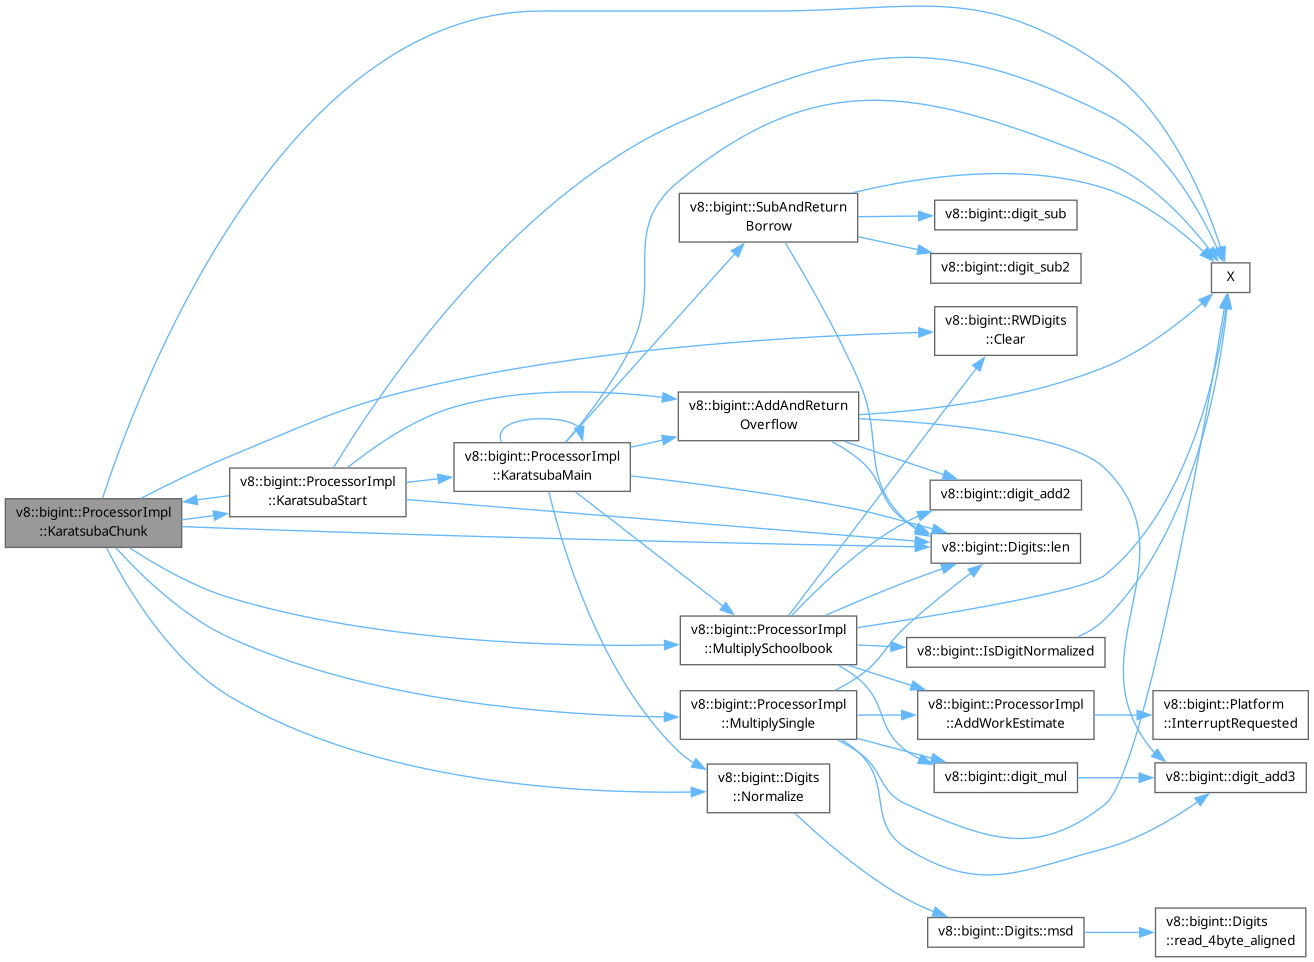 v8::bigint::SubAndReturn
Borrow
v8::bigint::digit_sub
v8::bigint::digit_sub2
X
v8::bigint::RWDigits
::Clear
v8::bigint::AddAndReturn
Overflow
v8::bigint::ProcessorImpl
::KaratsubaMain
v8::bigint::ProcessorImpl
::KaratsubaStart
v8::bigint::digit_add2
v8::bigint::ProcessorImpl
::KaratsubaChunk
v8::bigint::Digits::len
v8::bigint::ProcessorImpl
::MultiplySchoolbook
v8::bigint::IsDigitNormalized
v8::bigint::ProcessorImpl
::MultiplySingle
v8::bigint::ProcessorImpl
::AddWorkEstimate
v8::bigint::Platform
::InterruptRequested
v8::bigint::Digits
::Normalize
v8::bigint::digit_mul
v8::bigint::digit_add3
v8::bigint::Digits::msd
v8::bigint::Digits
::read_4byte_aligned